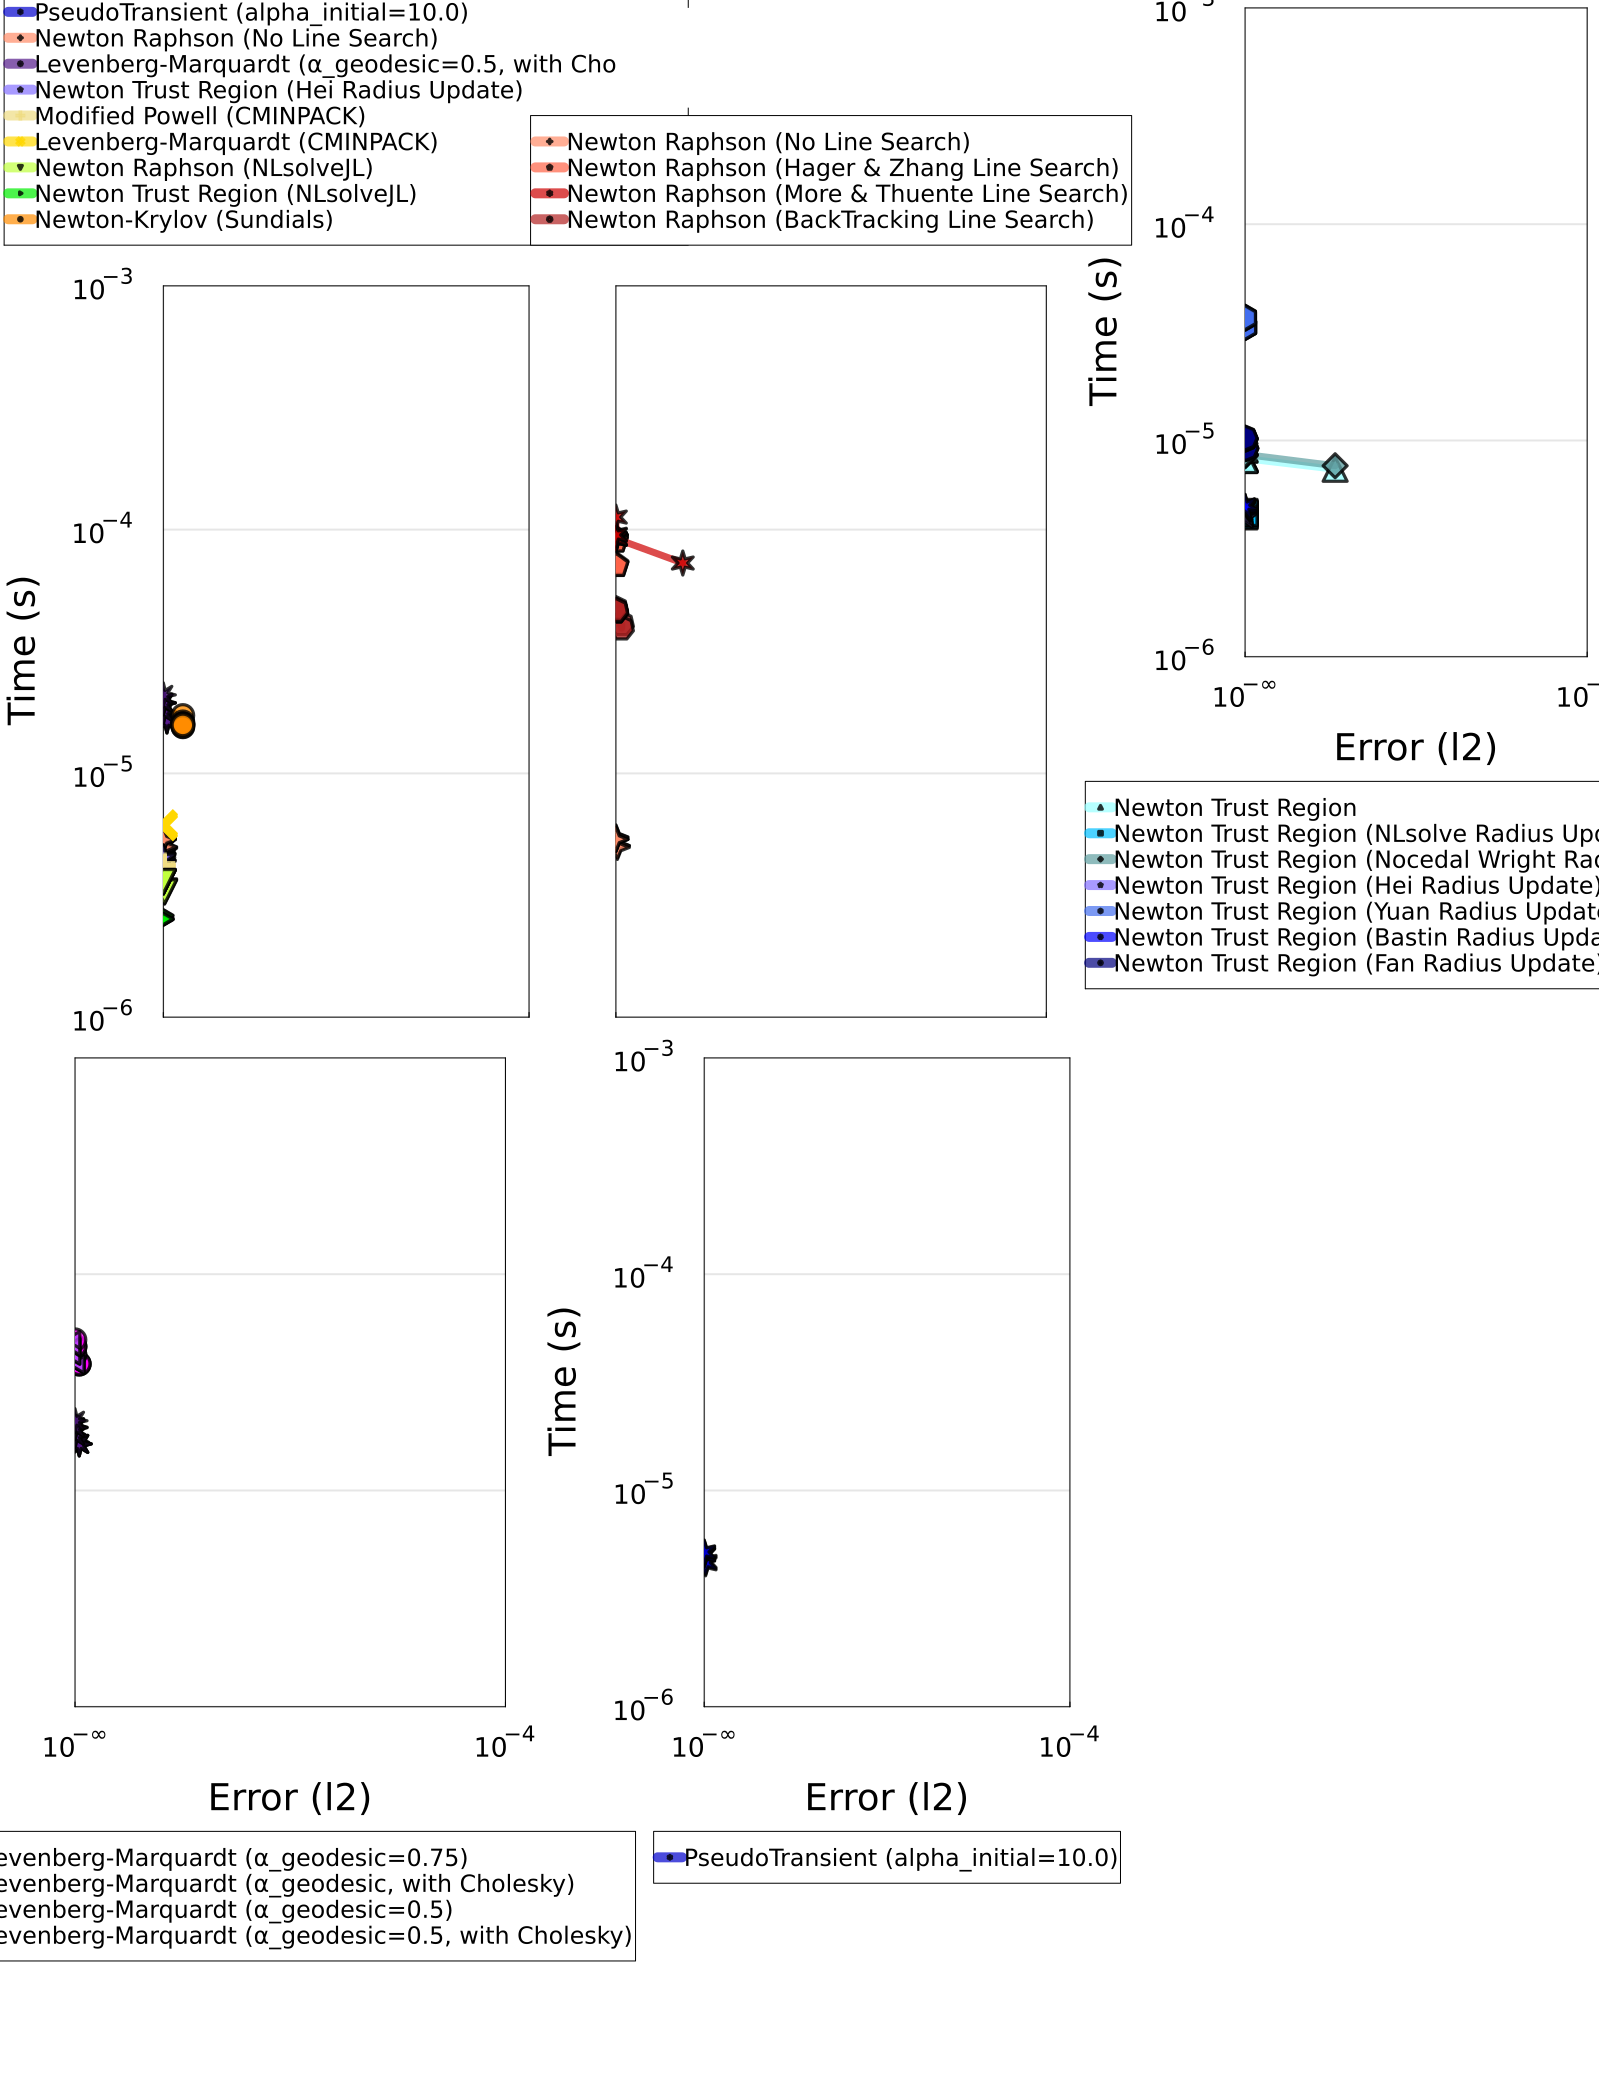 PseudoTransient (alpha_initial=10.0)
Newton Raphson (No Line Search)
Levenberg-Marquardt (α_geodesic=0.5, with Cho
Newton Trust Region (Hei Radius Update)
Modified Powell (CMINPACK)
Levenberg-Marquardt (CMINPACK)
Newton Raphson (NLsolveJL)
Newton Trust Region (NLsolveJL)
Newton-Krylov (Sundials)
Newton Raphson (No Line Search)
Newton Raphson (Hager & Zhang Line Search)
Newton Raphson (More & Thuente Line Search)
Newton Raphson (BackTracking Line Search)
10⁻³
10⁻⁴
10⁻⁵
10⁻⁶
Time (s)
10⁻⁴
10⁻⁵
10⁻⁶
Time (s)
10^−∞
Error (l2)
Newton Trust Region
Newton Trust Region (NLsolve Radius Upd
Newton Trust Region (Nocedal Wright Rad
Newton Trust Region (Hei Radius Update)
Newton Trust Region (Yuan Radius Update
Newton Trust Region (Bastin Radius Upda
Newton Trust Region (Fan Radius Update)
10^−∞
10⁻⁴
Error (l2)
10⁻³
10⁻⁴
10⁻⁵
10⁻⁶
Time (s)
10^−∞
10⁻⁴
Error (l2)
evenberg-Marquardt (α_geodesic=0.75)
evenberg-Marquardt (α_geodesic, with Cholesky)
evenberg-Marquardt (α_geodesic=0.5)
evenberg-Marquardt (α_geodesic=0.5, with Cholesky)
PseudoTransient (alpha_initial=10.0)